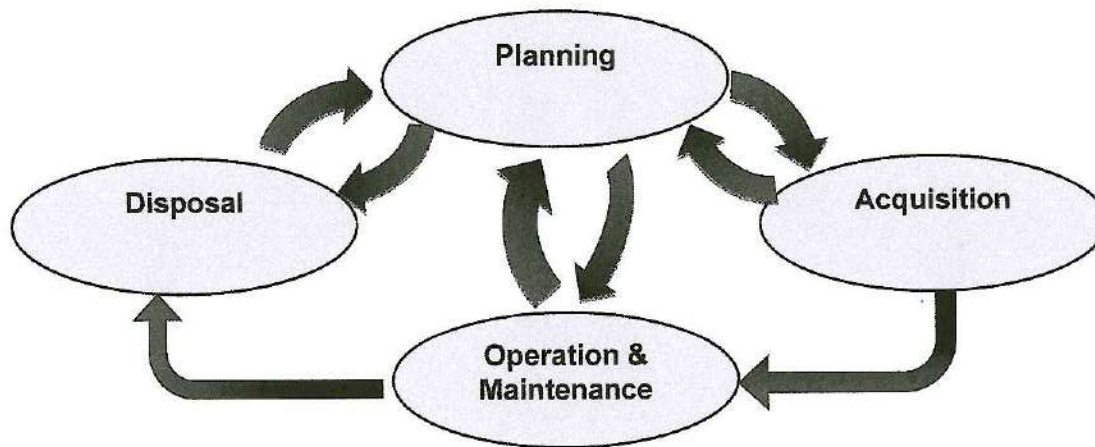 Planning
Disposal
Acquisition
Operation &
Maintenance